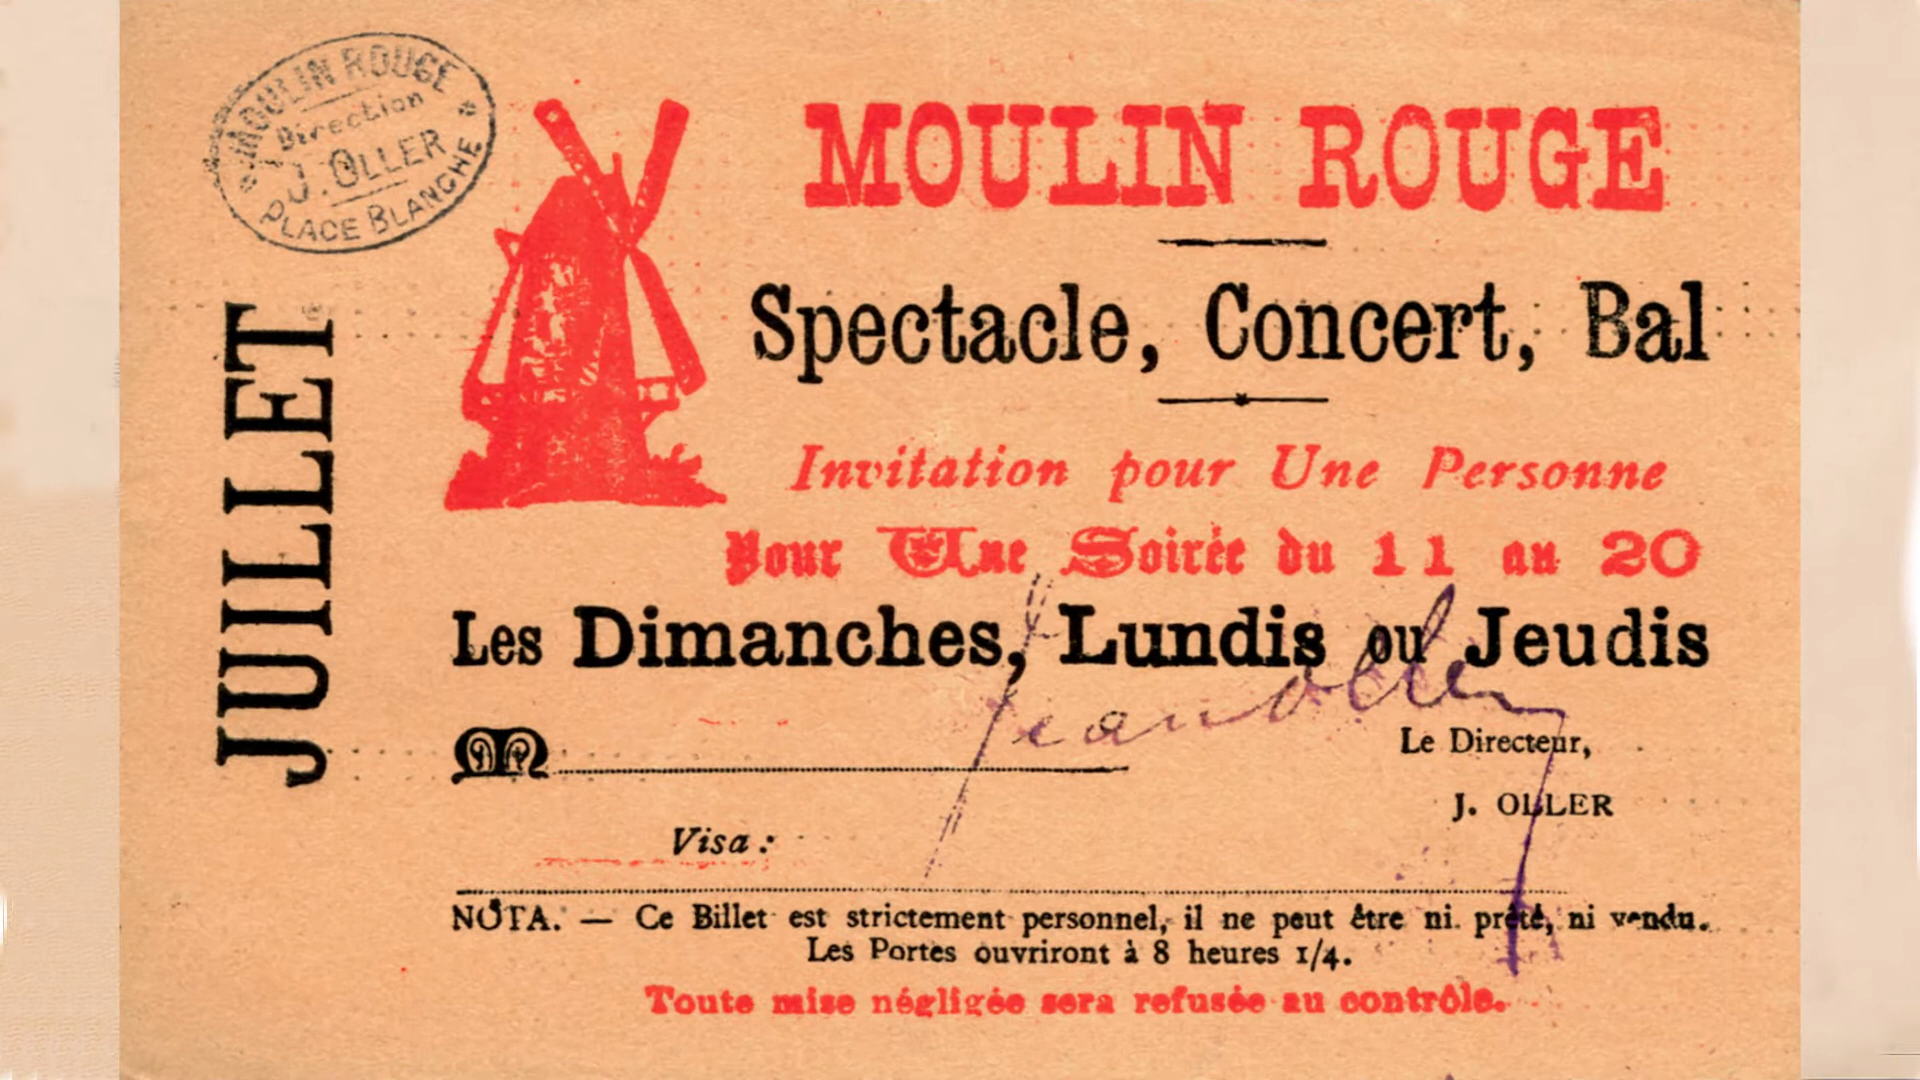 MOULIN ROUGE
Direction
J. OLLER
PLACE BLANCHE
JUILLET
MOULIN ROUGE
Spectacle, Concert, Bal
Invitation pour Une Personne
Pour Une Soirée du 11 au 20
Les Dimanches, Lundis ou Jeudis
Jean Oller
M
Le Directeur,
J. OLLER
Visa :
NOTA. — Ce Billet est strictement personnel, il ne peut être ni prêté, ni vendu.
Les Portes ouvriront à 8 heures 1/4.
Toute mise négligée sera refusée au contrôle.